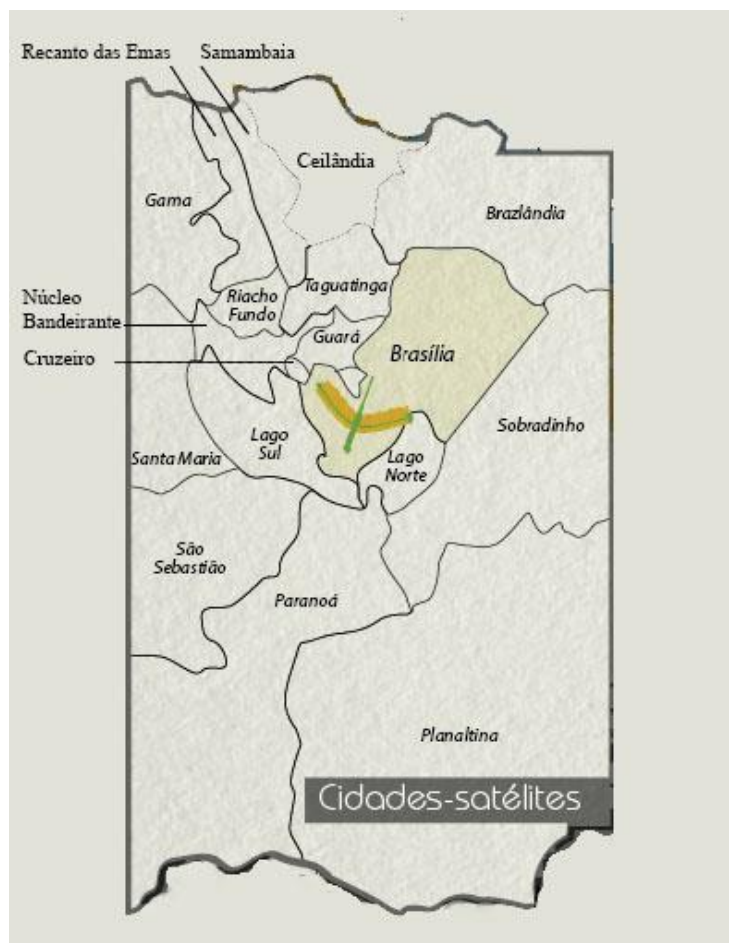 Recanto das Emas
Samambaia
Ceilândia
Gama
Brazlândia
Taguatinga
Riacho
Fundo
Núcleo
Bandeirante
Guará
Cruzeiro
Brasília
Sobradinho
Lago
Sul
Lago
Norte
Santa Maria
São
Sebastião
Paranoá
Planaltina
Cidades-satélites